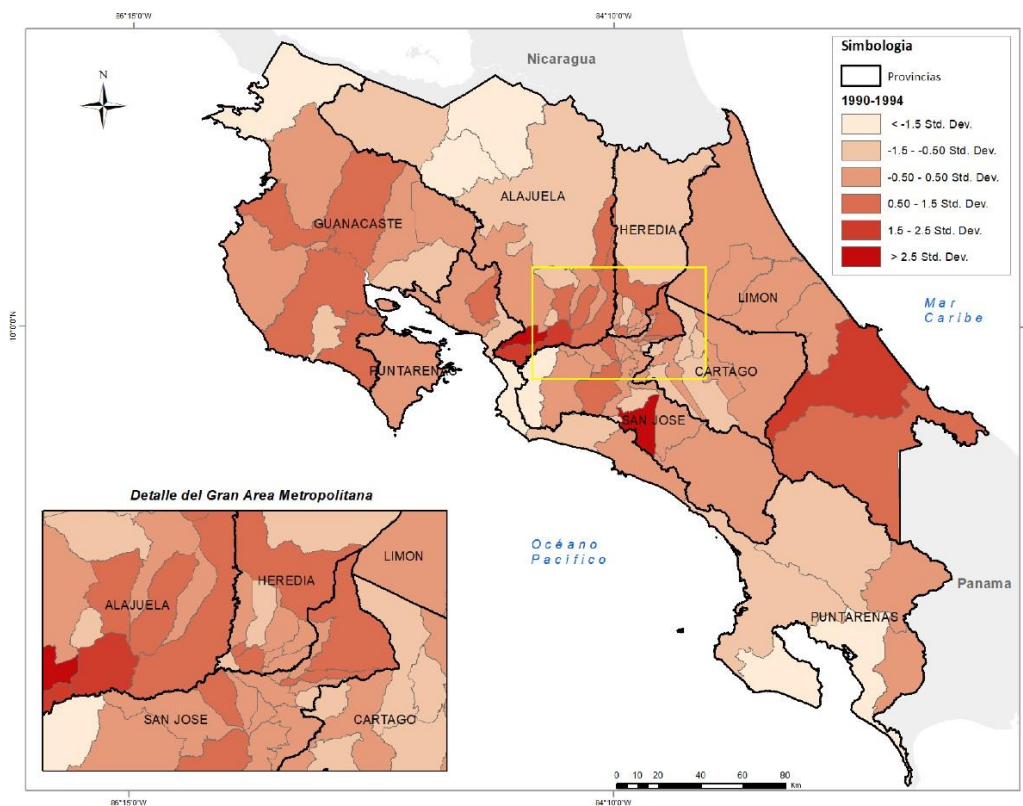 86°15'0"W
84°10'0"W
Nicaragua
Simbologia
Provincias
1990-1994
< -1.5 Std. Dev.
-1.5 - -0.50 Std. Dev.
-0.50 - 0.50 Std. Dev.
0.50 - 1.5 Std. Dev.
1.5 - 2.5 Std. Dev.
> 2.5 Std. Dev.
N
ALAJUELA
GUANACASTE
HEREDIA
LIMON
Mar
Caribe
10°0'0"N
PUNTARENAS
CARTAGO
SAN JOSE
Detalle del Gran Area Metropolitana
Océano
Pacífico
LIMON
HEREDIA
ALAJUELA
Panama
PUNTARENAS
SAN JOSE
CARTAGO
0 10 20 40 60 80
Km
86°15'0"W
84°10'0"W